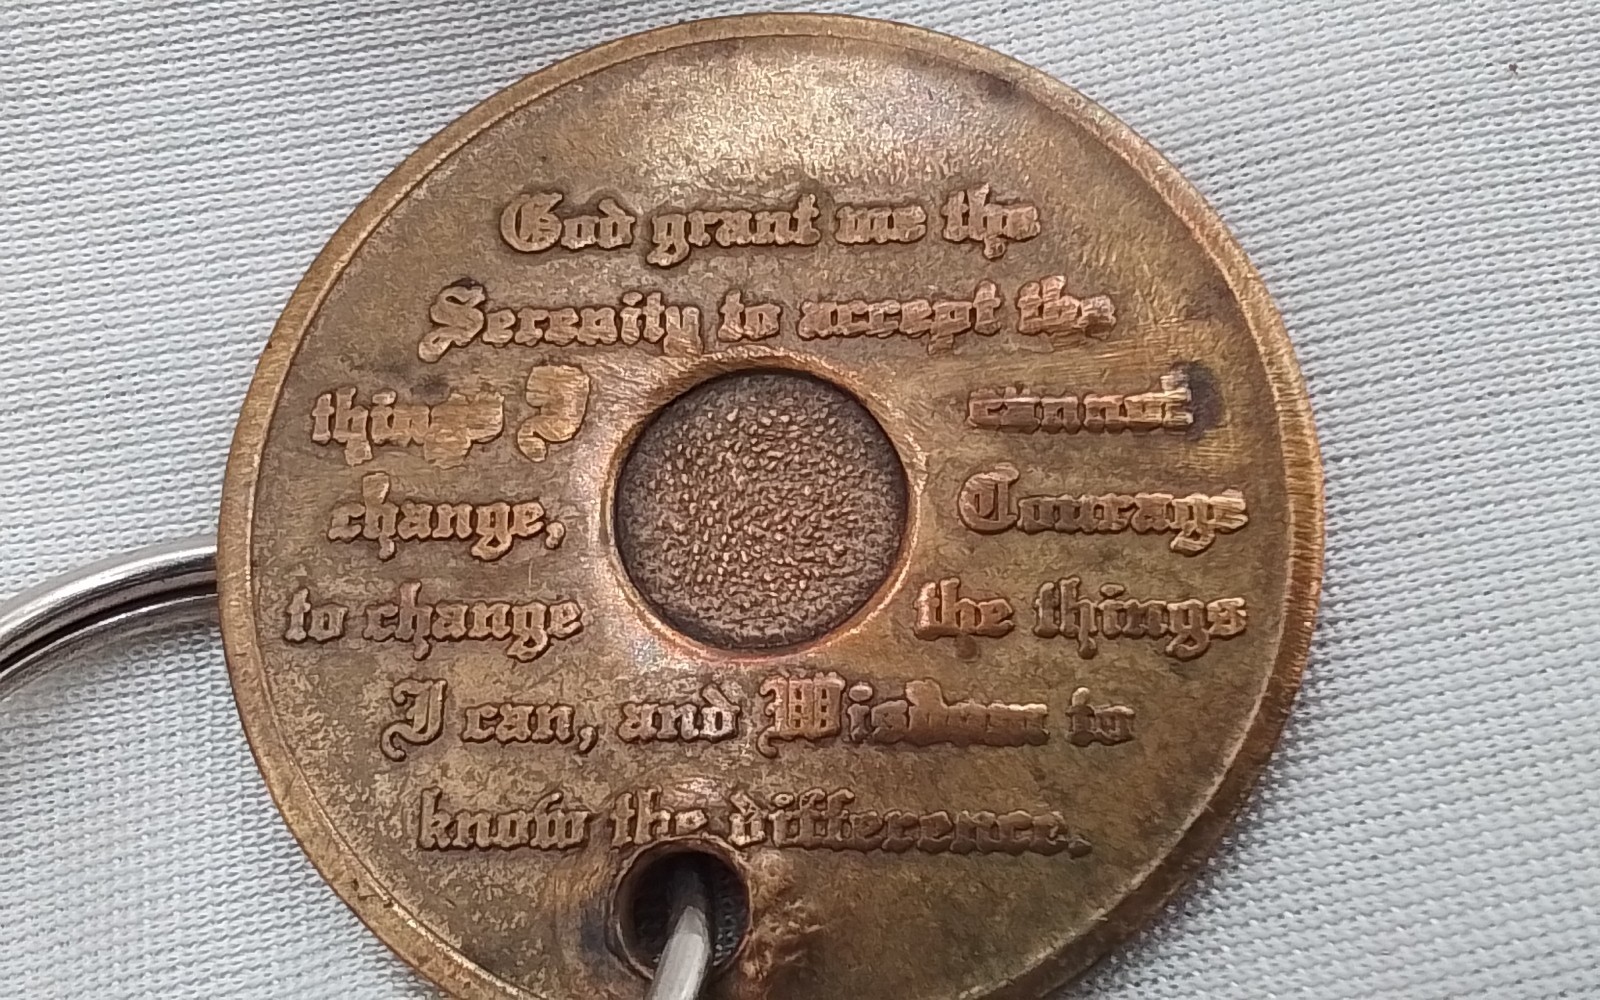 God grant me the
Serenity to accept the
things I cannot
change, Courage
to change the things
I can, and Wisdom to
know the difference.